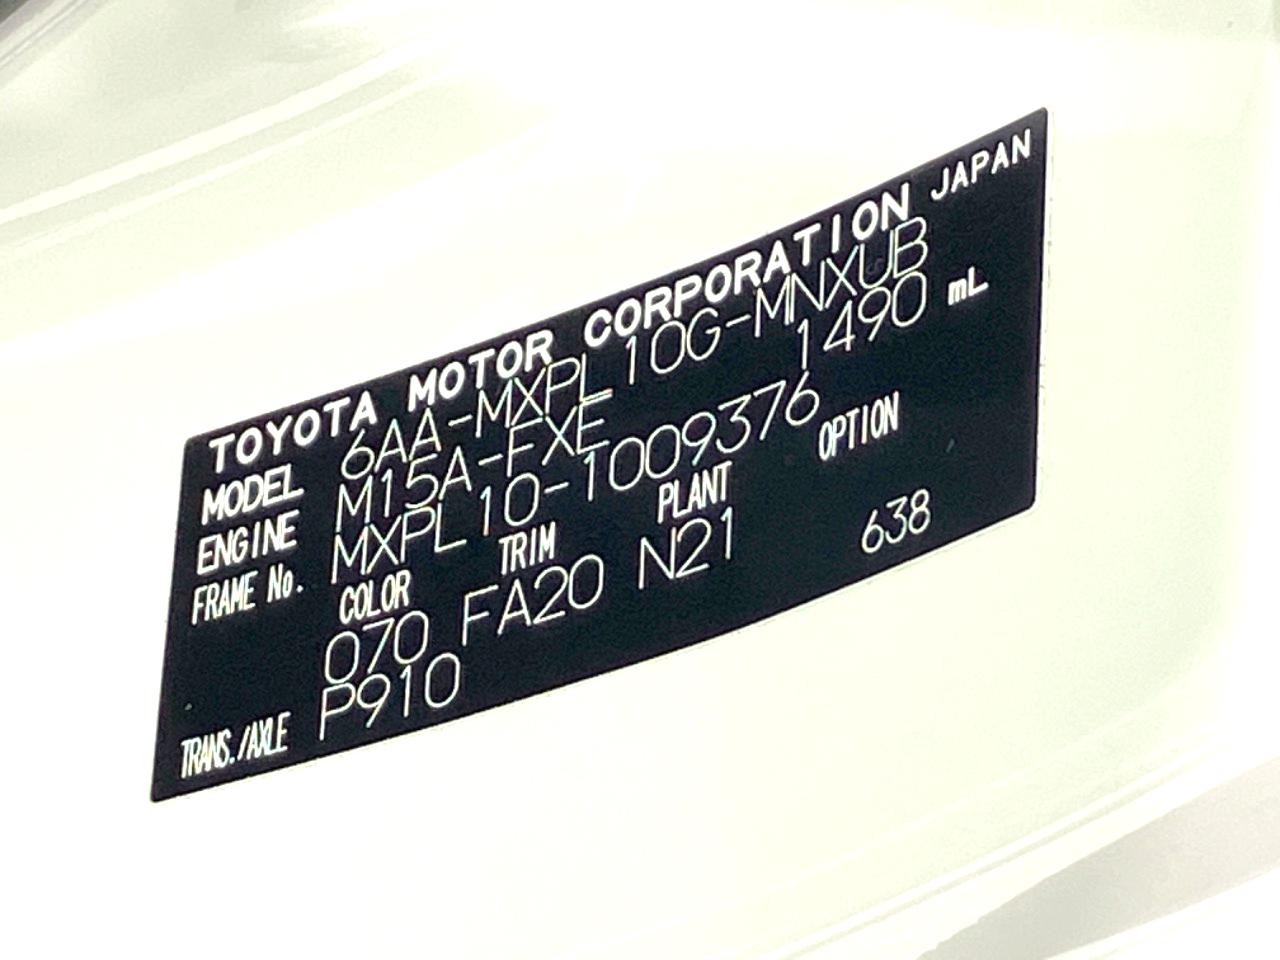 TOYOTA MOTOR CORPORATION JAPAN
MODEL 6AA-MXPL10G-MNXUB
ENGINE M15A-FXE 1490 mL
FRAME No. MXPL10-1009376
COLOR TRIM PLANT OPTION
070 FA20 N21 638
TRANS./AXLE P910